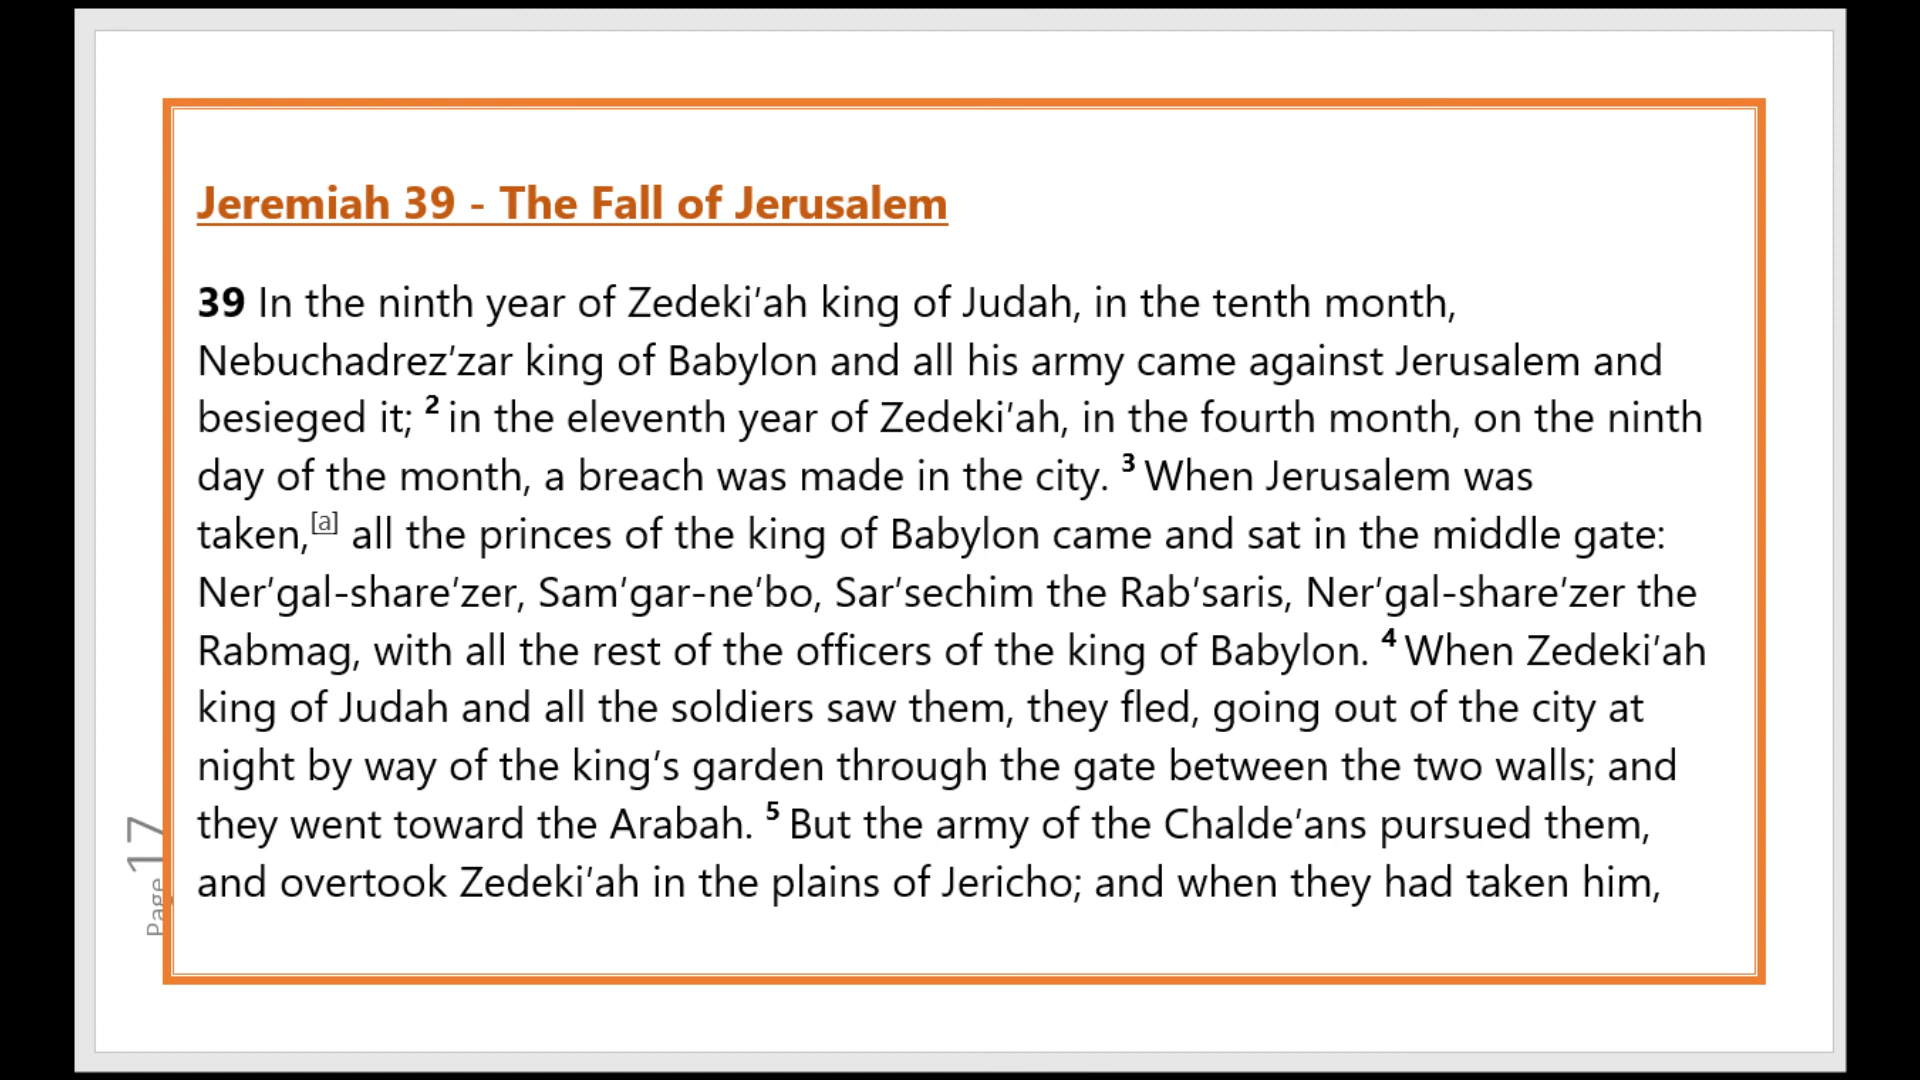 Jeremiah 39 - The Fall of Jerusalem
39 In the ninth year of Zedeki′ah king of Judah, in the tenth month,
Nebuchadrez′zar king of Babylon and all his army came against Jerusalem and
besieged it; 2 in the eleventh year of Zedeki′ah, in the fourth month, on the ninth
day of the month, a breach was made in the city. 3 When Jerusalem was
taken,[a] all the princes of the king of Babylon came and sat in the middle gate:
Ner′gal-share′zer, Sam′gar-ne′bo, Sar′sechim the Rab′saris, Ner′gal-share′zer the
Rabmag, with all the rest of the officers of the king of Babylon. 4 When Zedeki′ah
king of Judah and all the soldiers saw them, they fled, going out of the city at
night by way of the king’s garden through the gate between the two walls; and
they went toward the Arabah. 5 But the army of the Chalde′ans pursued them,
and overtook Zedeki′ah in the plains of Jericho; and when they had taken him,
Page 17